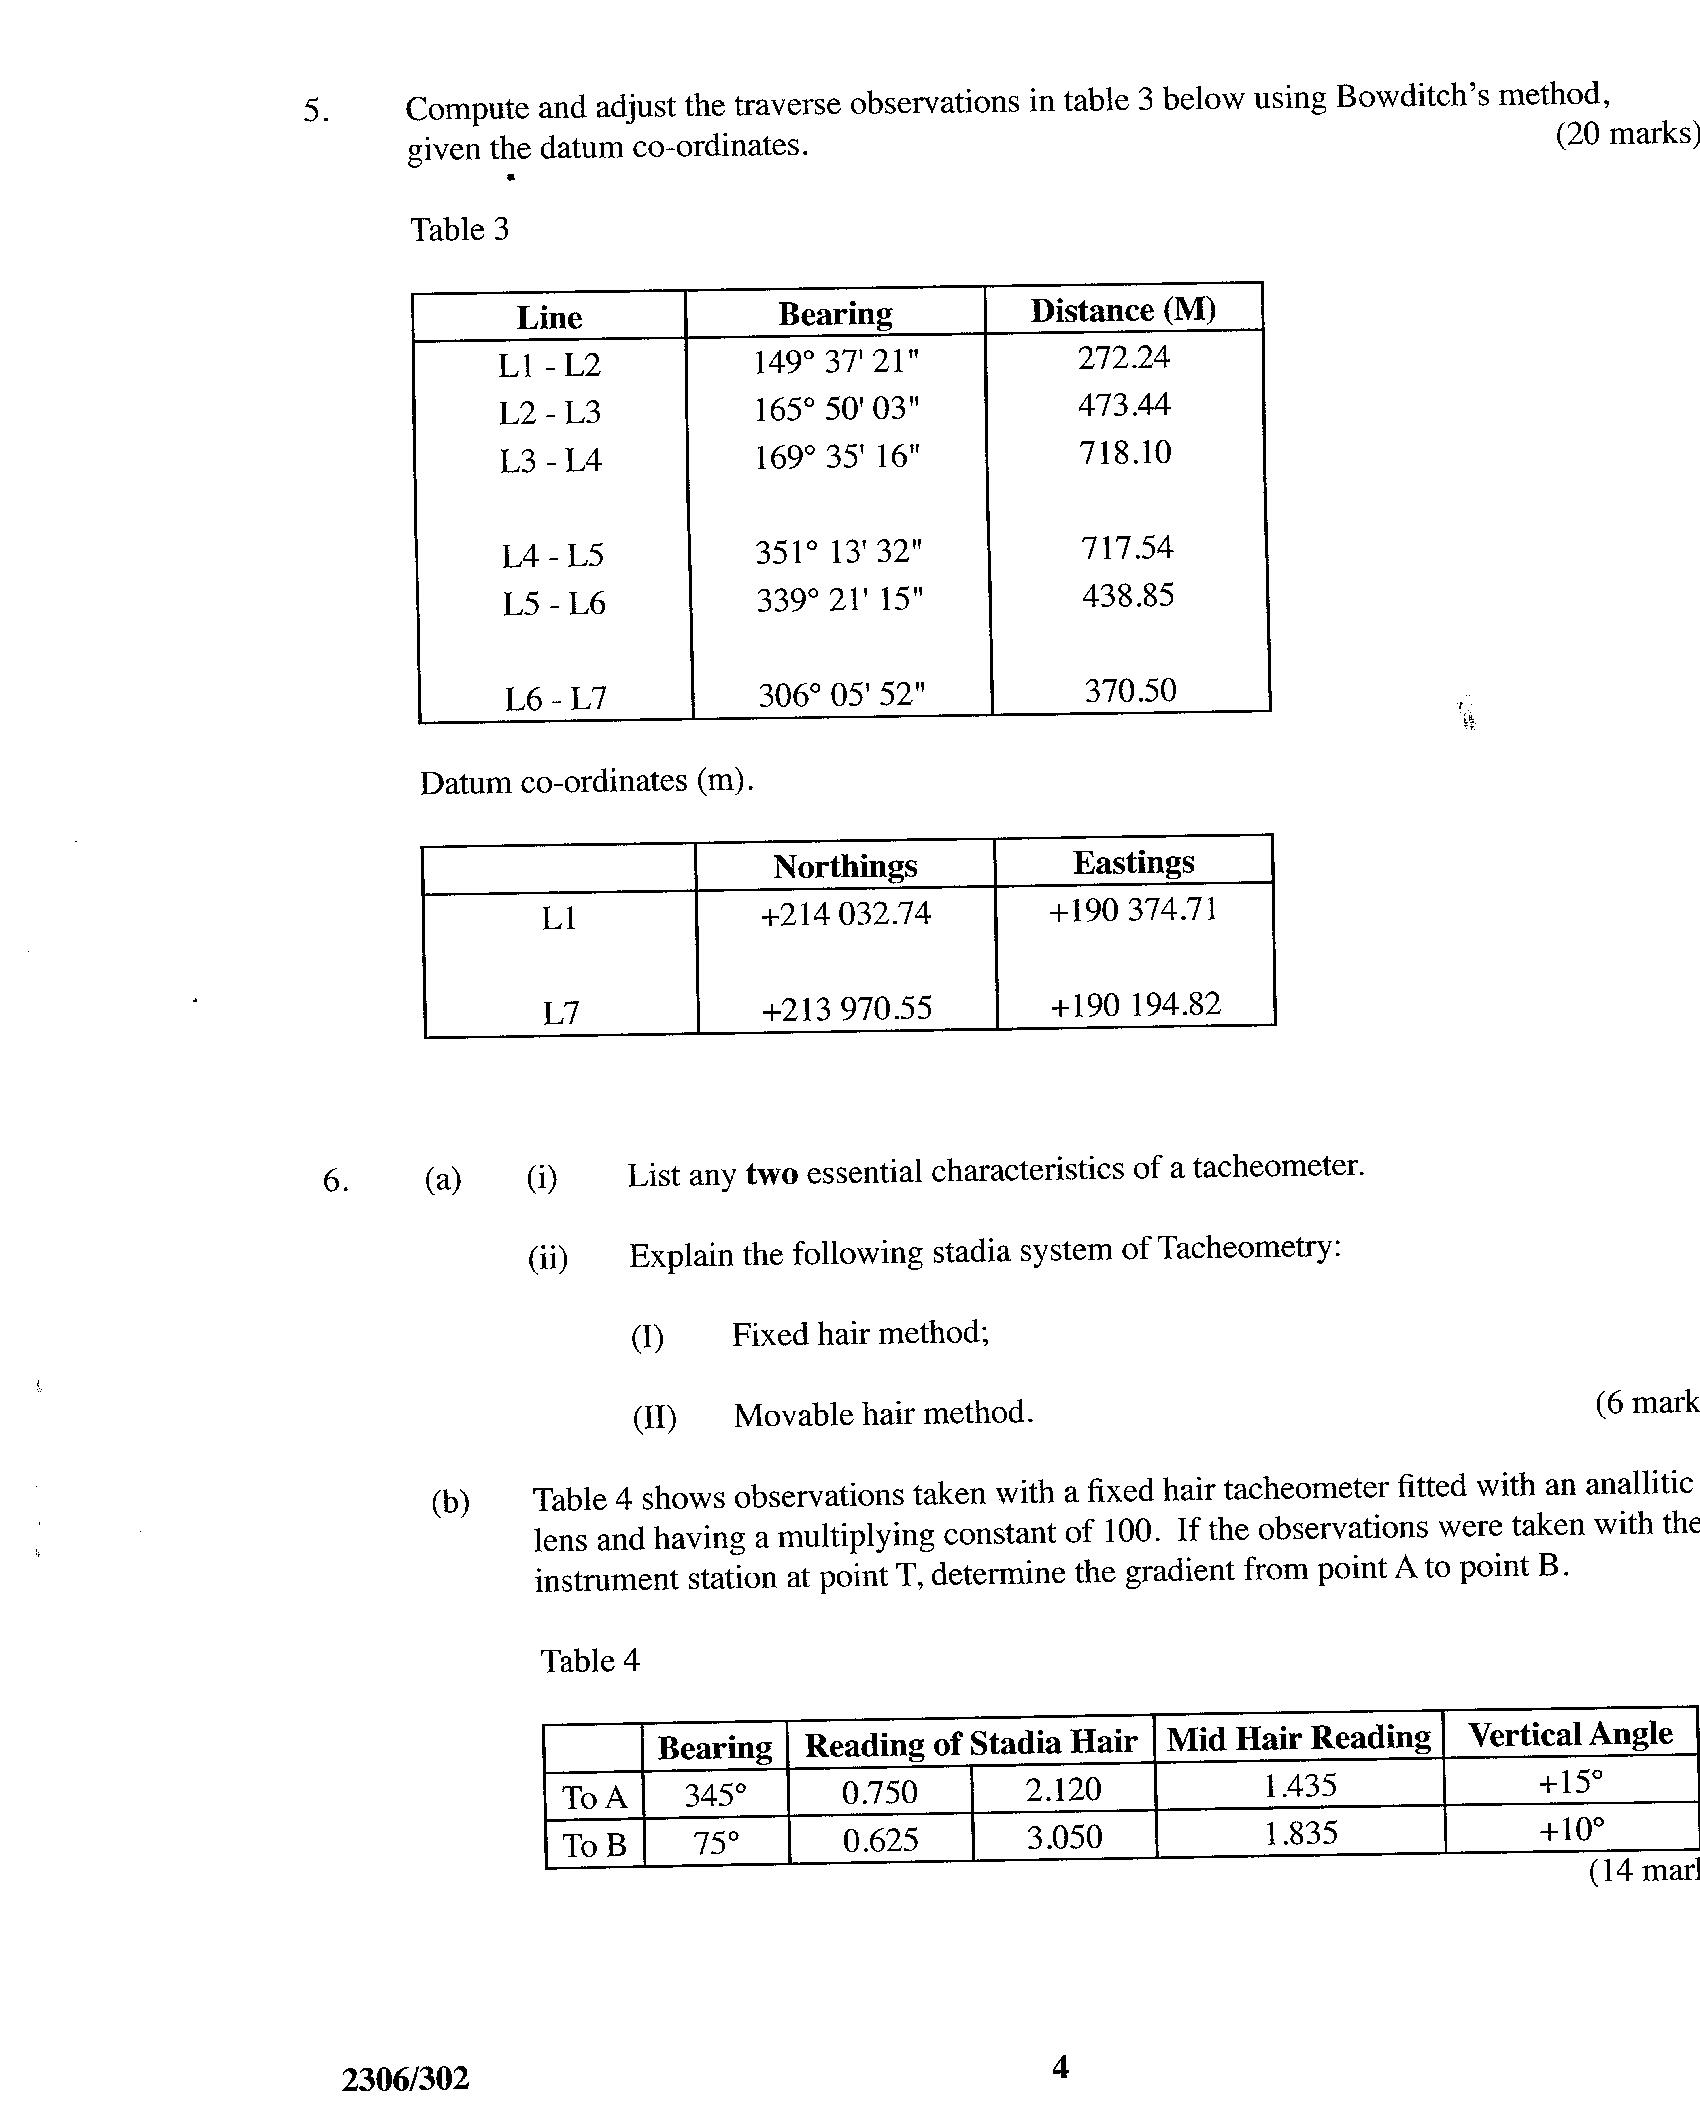 5. Compute and adjust the traverse observations in table 3 below using Bowditch's method,
given the datum co-ordinates. (20 marks)
Table 3
Line Bearing Distance (M)
L1 - L2 149° 37' 21" 272.24
L2 - L3 165° 50' 03" 473.44
L3 - L4 169° 35' 16" 718.10
L4 - L5 351° 13' 32" 717.54
L5 - L6 339° 21' 15" 438.85
L6 - L7 306° 05' 52" 370.50
Datum co-ordinates (m).
Northings Eastings
L1 +214 032.74 +190 374.71
L7 +213 970.55 +190 194.82
6. (a) (i) List any two essential characteristics of a tacheometer.
(ii) Explain the following stadia system of Tacheometry:
(I) Fixed hair method;
(II) Movable hair method. (6 mark
(b) Table 4 shows observations taken with a fixed hair tacheometer fitted with an anallitic
lens and having a multiplying constant of 100. If the observations were taken with the
instrument station at point T, determine the gradient from point A to point B.
Table 4
Bearing Reading of Stadia Hair Mid Hair Reading Vertical Angle
To A 345° 0.750 2.120 1.435 +15°
To B 75° 0.625 3.050 1.835 +10°
(14 mark
2306/302 4